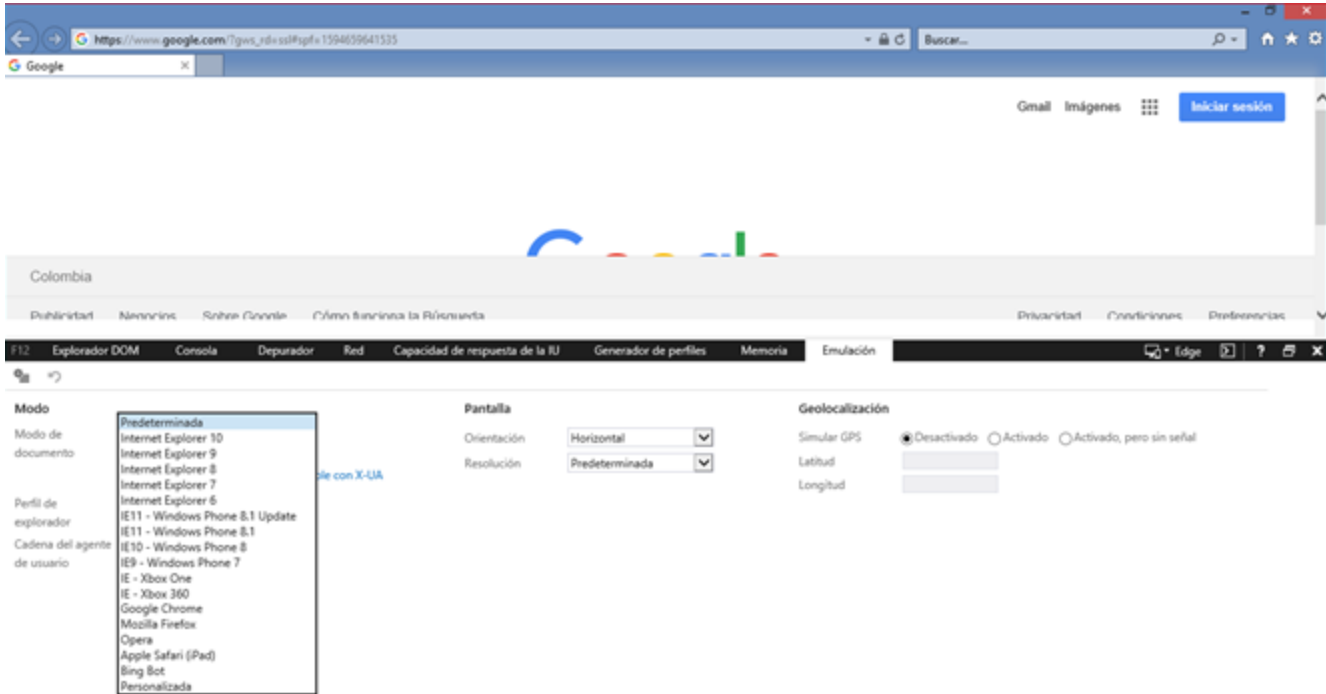 https://www.google.com/?gws_rd=ssl#spf=1594659641535
Buscar...
Google
Gmail Imágenes Iniciar sesión
Google
Colombia
Publicidad Negocios Sobre Google Cómo funciona la Búsqueda Privacidad Condiciones Preferencias
F12 Explorador DOM Consola Depurador Red Capacidad de respuesta de la IU Generador de perfiles Memoria Emulación Edge ?
Modo
Modo de
documento
ple con X-UA
Perfil de
explorador
Cadena del agente
de usuario
Predeterminada
Internet Explorer 10
Internet Explorer 9
Internet Explorer 8
Internet Explorer 7
Internet Explorer 6
IE11 - Windows Phone 8.1 Update
IE11 - Windows Phone 8.1
IE10 - Windows Phone 8
IE9 - Windows Phone 7
IE - Xbox One
IE - Xbox 360
Google Chrome
Mozilla Firefox
Opera
Apple Safari (iPad)
Bing Bot
Personalizada
Pantalla
Orientación Horizontal
Resolución Predeterminada
Geolocalización
Simular GPS Desactivado Activado Activado, pero sin señal
Latitud
Longitud